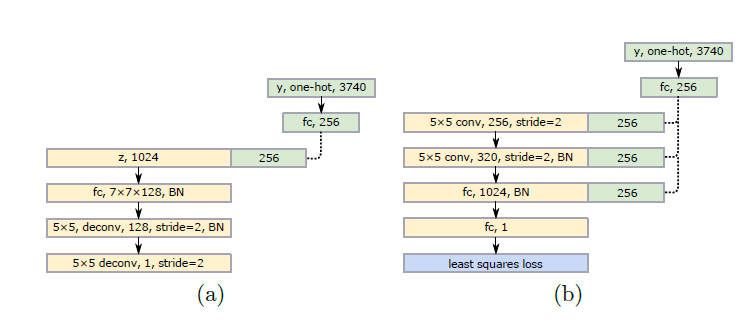 y, one-hot, 3740
fc, 256
z, 1024
256
fc, 7×7×128, BN
5×5, deconv, 128, stride=2, BN
5×5 deconv, 1, stride=2
(a)
y, one-hot, 3740
fc, 256
5×5 conv, 256, stride=2
256
5×5 conv, 320, stride=2, BN
256
fc, 1024, BN
256
fc, 1
least squares loss
(b)